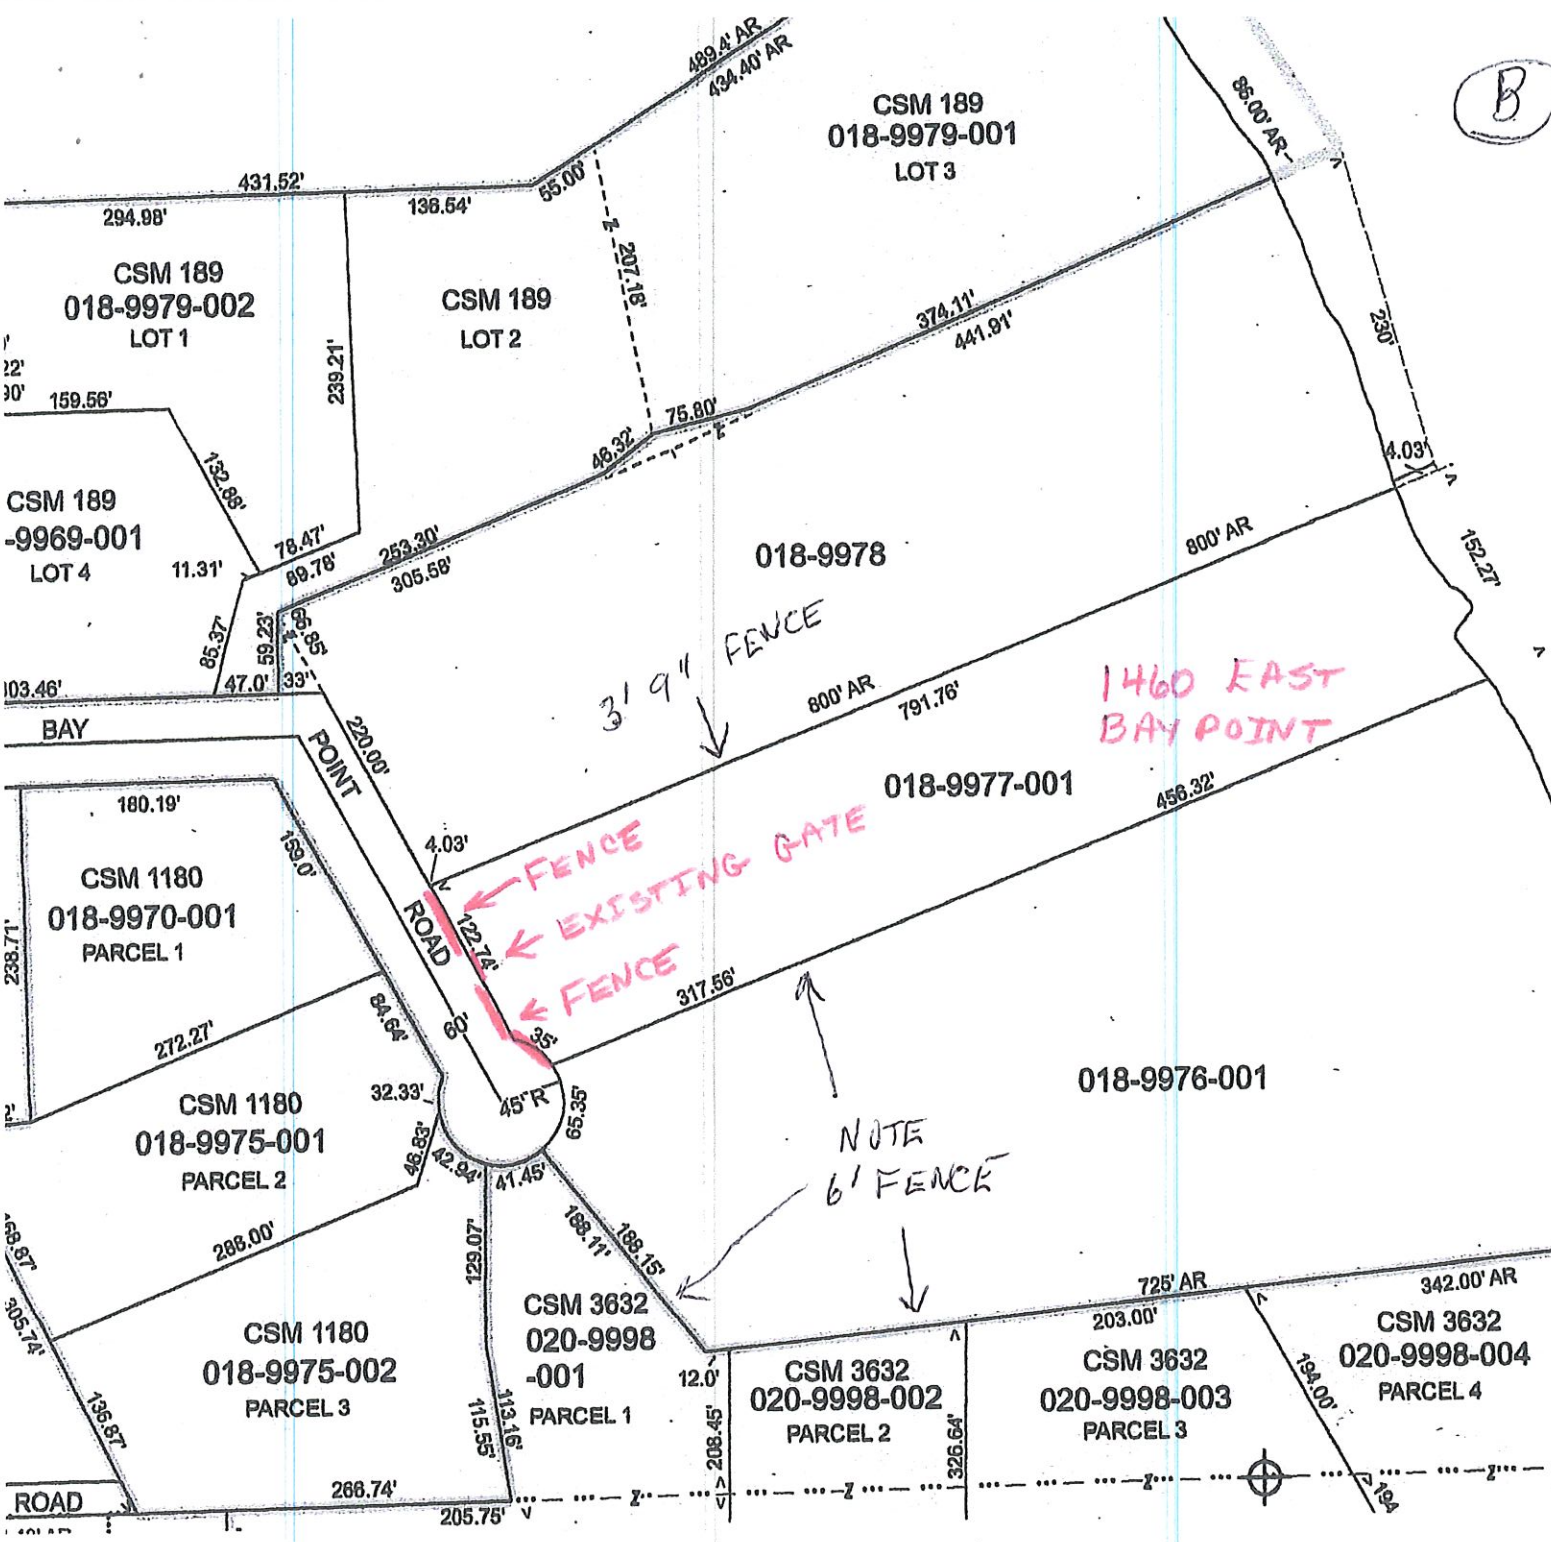 489.4' AR
434.40' AR
B
CSM 189
018-9979-001
LOT 3
86.00' AR
431.52'
294.98'
136.54'
55.00'
207.18'
CSM 189
018-9979-002
LOT 1
CSM 189
LOT 2
239.21'
374.11'
441.91'
230'
22'
90'
159.56'
132.88'
75.80'
46.32'
4.03'
CSM 189
-9969-001
LOT 4
11.31'
78.47'
89.78'
253.30'
305.58'
018-9978
800' AR
152.27'
85.37'
59.23'
66.85'
3' 9" FENCE
303.46'
47.0'
33'
800' AR
791.76'
1460 EAST
BAY POINT
BAY
POINT
ROAD
220.00'
018-9977-001
456.32'
180.19'
159.0'
4.03'
FENCE
EXISTING GATE
FENCE
122.74'
CSM 1180
018-9970-001
PARCEL 1
238.71'
317.56'
84.64'
60'
35'
272.27'
32.33'
45' R
65.35'
018-9976-001
CSM 1180
018-9975-001
PARCEL 2
46.83'
42.94'
41.45'
NOTE
6' FENCE
288.00'
129.07'
188.11'
188.15'
305.74'
725' AR
203.00'
342.00' AR
CSM 1180
018-9975-002
PARCEL 3
CSM 3632
020-9998
-001
PARCEL 1
12.0'
CSM 3632
020-9998-002
PARCEL 2
CSM 3632
020-9998-003
PARCEL 3
CSM 3632
020-9998-004
PARCEL 4
194.00'
136.87'
115.55'
113.16'
208.45'
326.64'
266.74'
205.75'
ROAD
194